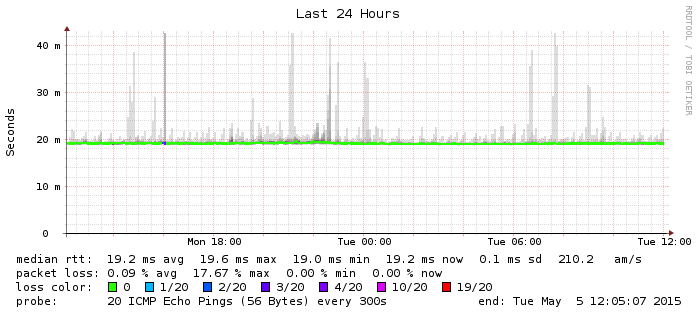 Last 24 Hours
RRDTOOL / TOBI OETIKER
Seconds
40 m
30 m
20 m
10 m
0
Mon 18:00 Tue 00:00 Tue 06:00 Tue 12:00
median rtt: 19.2 ms avg 19.6 ms max 19.0 ms min 19.2 ms now 0.1 ms sd 210.2 am/s
packet loss: 0.09 % avg 17.67 % max 0.00 % min 0.00 % now
loss color: 0 1/20 2/20 3/20 4/20 10/20 19/20
probe: 20 ICMP Echo Pings (56 Bytes) every 300s end: Tue May 5 12:05:07 2015